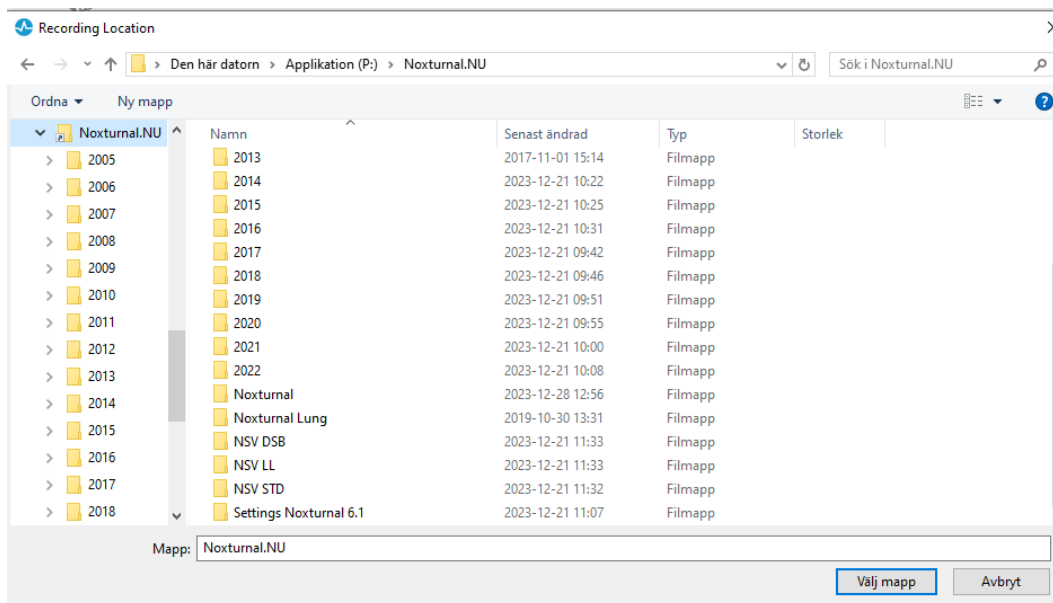 Recording Location
Den här datorn > Applikation (P:) > Noxturnal.NU
Sök i Noxturnal.NU
Ordna Ny mapp
Noxturnal.NU
2005
2006
2007
2008
2009
2010
2011
2012
2013
2014
2015
2016
2017
2018
Namn Senast ändrad Typ Storlek
2013 2017-11-01 15:14 Filmapp
2014 2023-12-21 10:22 Filmapp
2015 2023-12-21 10:25 Filmapp
2016 2023-12-21 10:31 Filmapp
2017 2023-12-21 09:42 Filmapp
2018 2023-12-21 09:46 Filmapp
2019 2023-12-21 09:51 Filmapp
2020 2023-12-21 09:55 Filmapp
2021 2023-12-21 10:00 Filmapp
2022 2023-12-21 10:08 Filmapp
Noxturnal 2023-12-28 12:56 Filmapp
Noxturnal Lung 2019-10-30 13:31 Filmapp
NSV DSB 2023-12-21 11:33 Filmapp
NSV LL 2023-12-21 11:33 Filmapp
NSV STD 2023-12-21 11:32 Filmapp
Settings Noxturnal 6.1 2023-12-21 11:07 Filmapp
Mapp: Noxturnal.NU
Välj mapp Avbryt